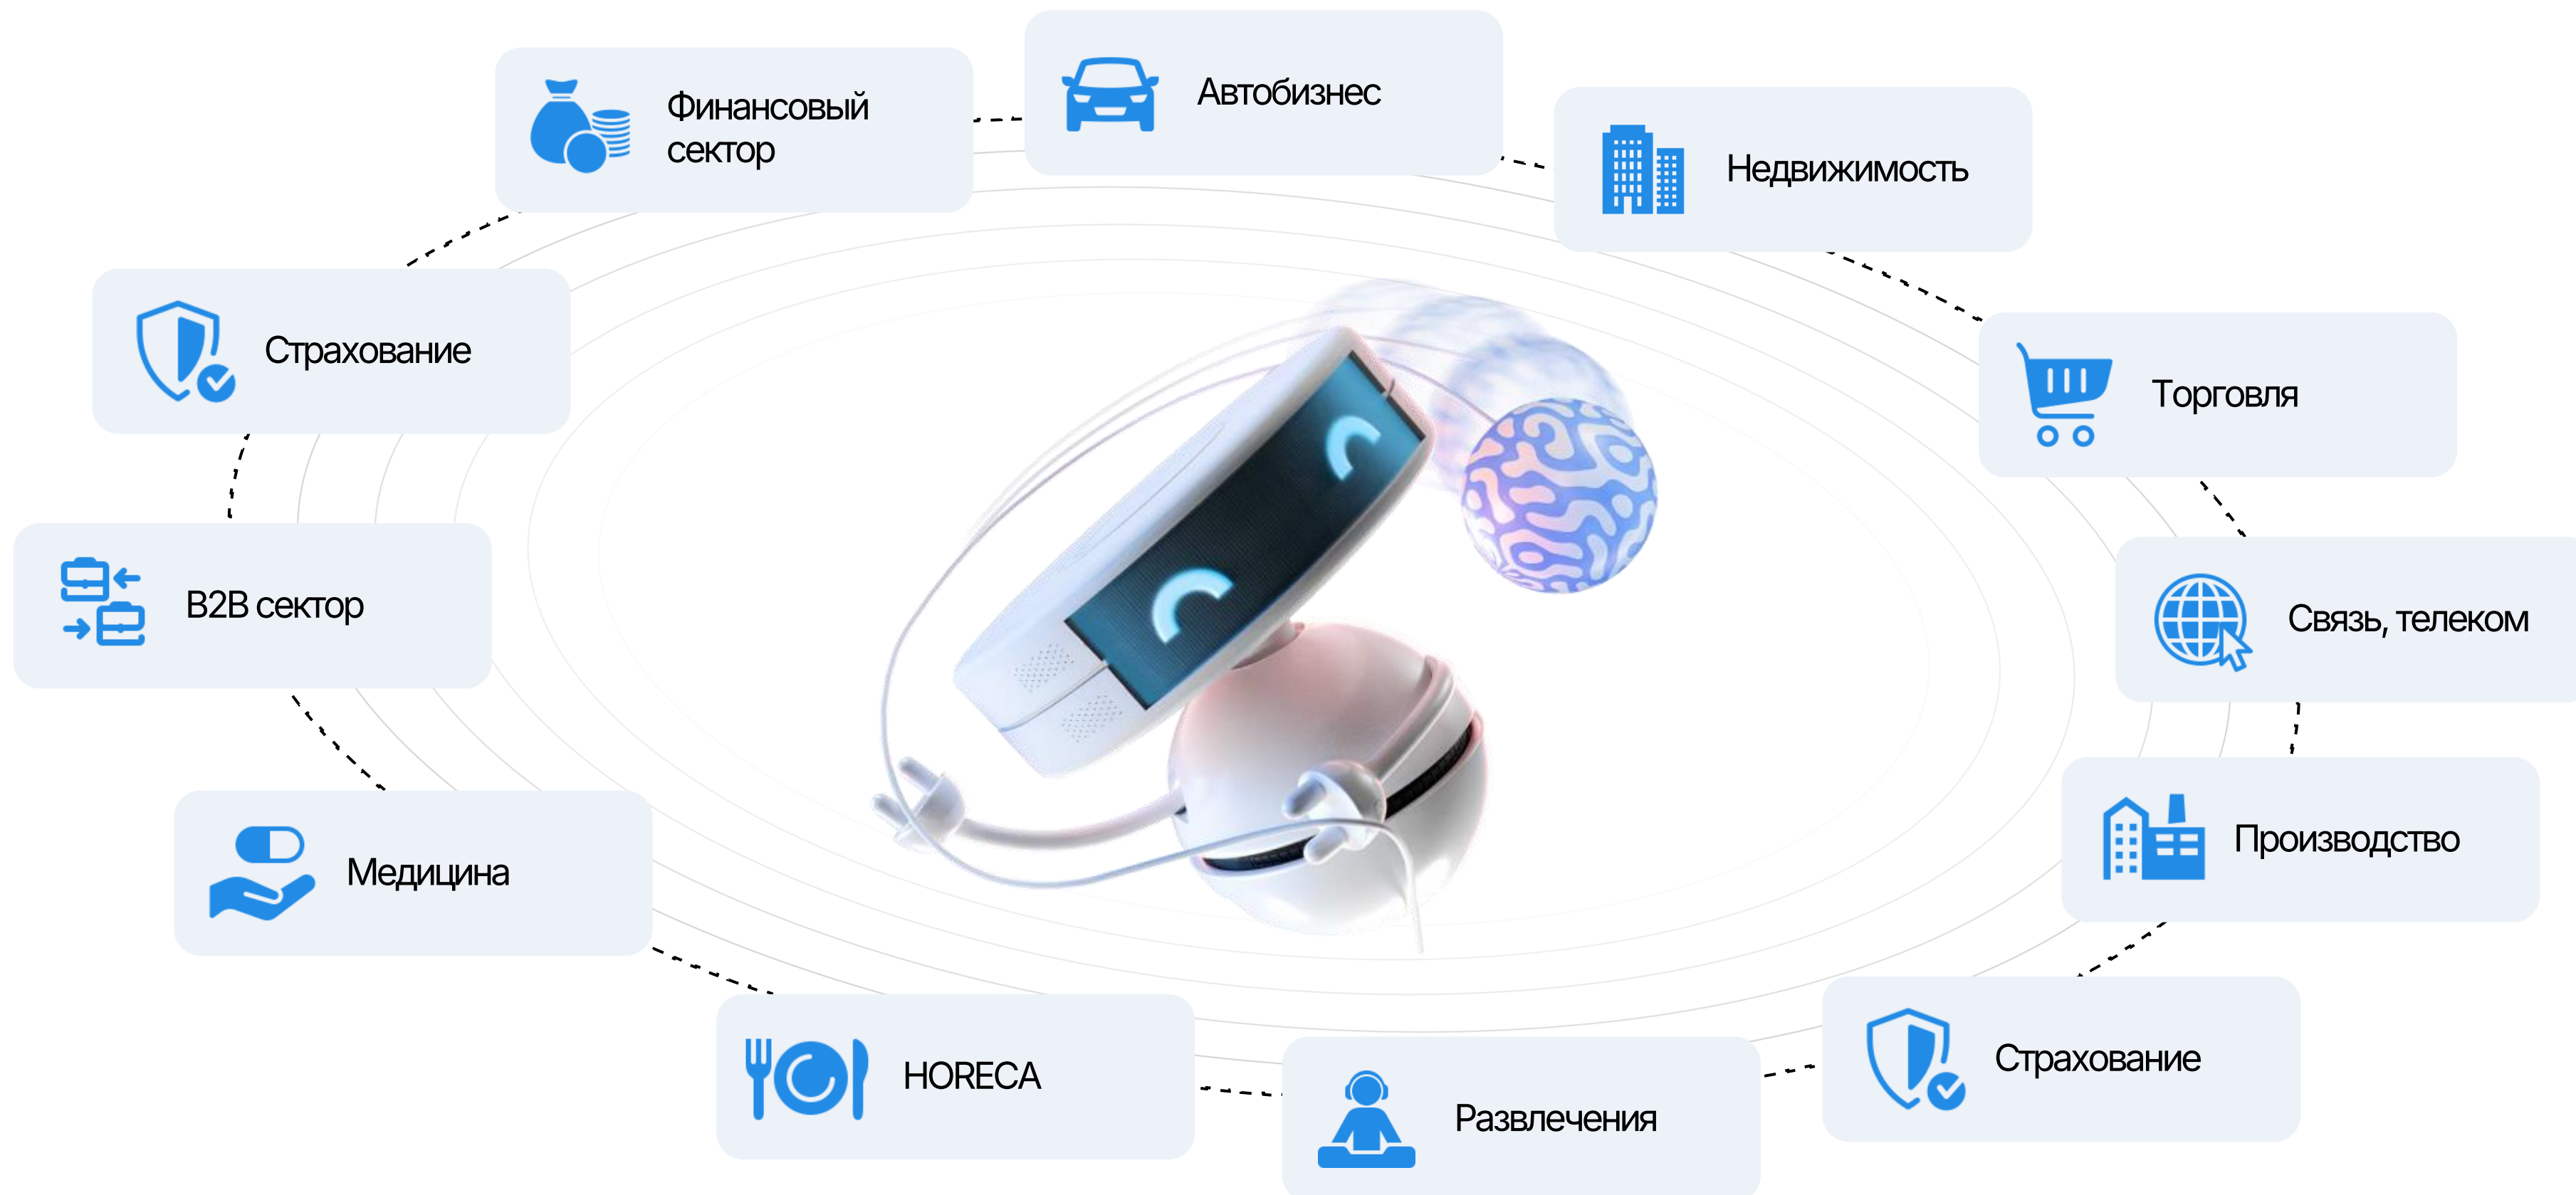 Автобизнес
Финансовый
сектор
Недвижимость
Страхование
Торговля
B2B сектор
Связь, телеком
Производство
Медицина
Страхование
HORECA
Развлечения